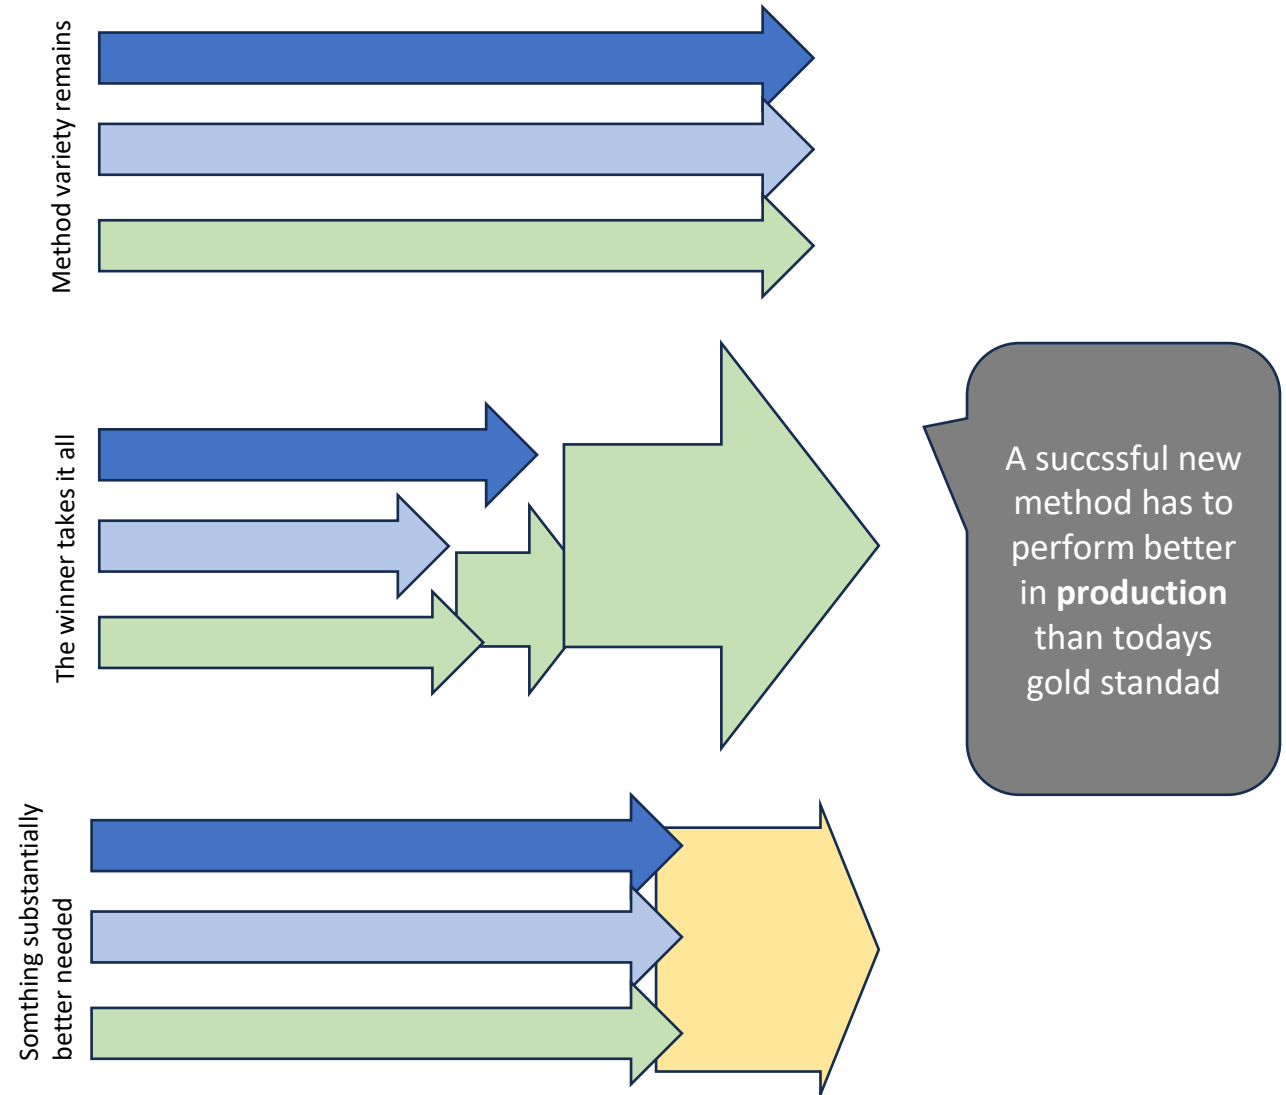 Method variety remains
The winner takes it all
Somthing substantially
better needed
A succssful new
method has to
perform better
in production
than todays
gold standad